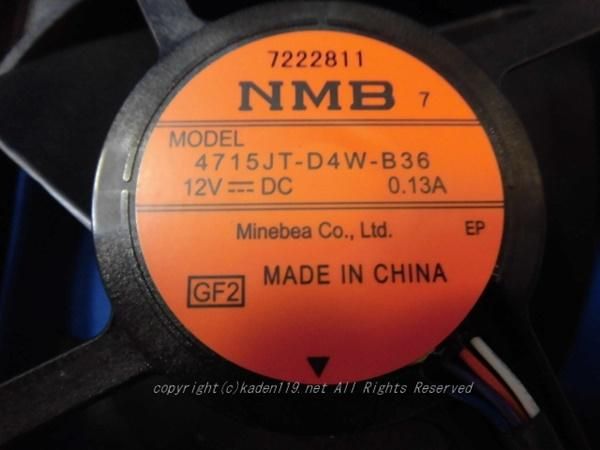 7222811
NMB 7
MODEL
4715JT-D4W-B36
12V⎓DC 0.13A
Minebea Co., Ltd. EP
GF2 MADE IN CHINA
copyright(c)kaden119.net All Rights Reserved